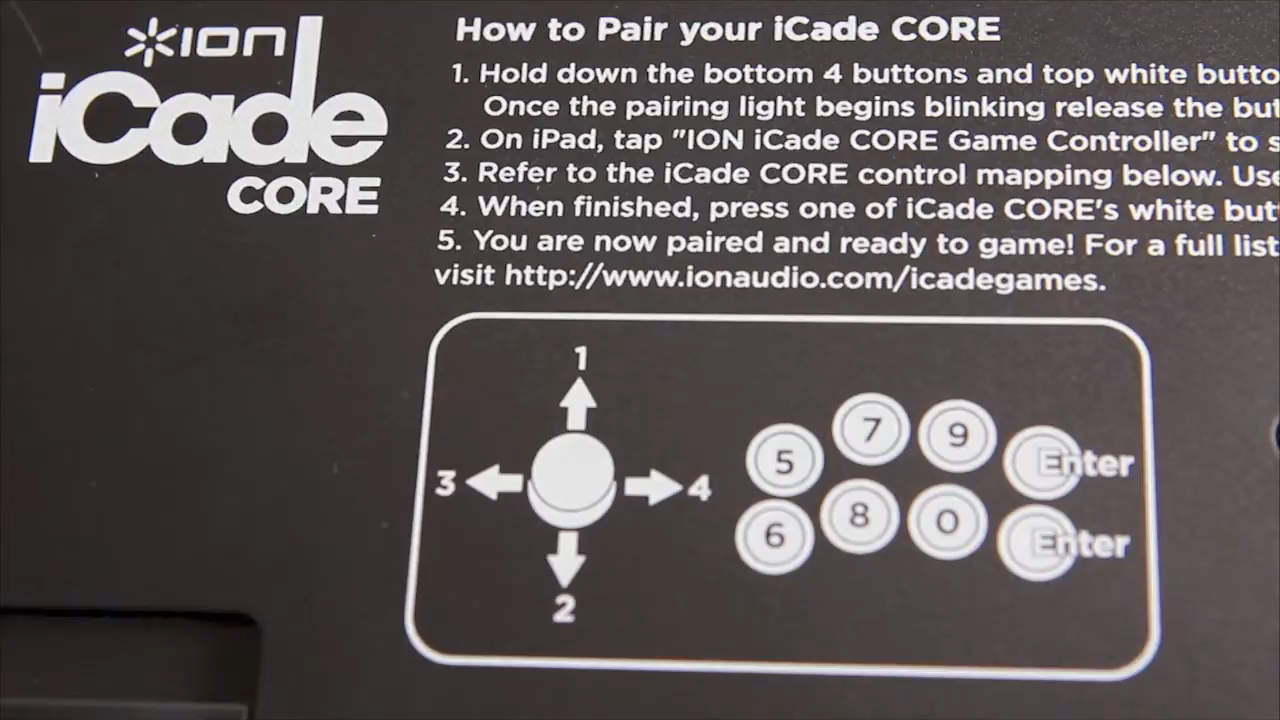 ION
iCade
CORE
How to Pair your iCade CORE
1. Hold down the bottom 4 buttons and top white
Once the pairing light begins blinking release the
2. On iPad, tap "ION iCade CORE Game Controller" to
3. Refer to the iCade CORE control mapping below.
4. When finished, press one of iCade CORE's white
5. You are now paired and ready to game! For a full list
visit http://www.ionaudio.com/icadegames.
1
3 4
2
5 7 9 Enter
6 8 0 Enter